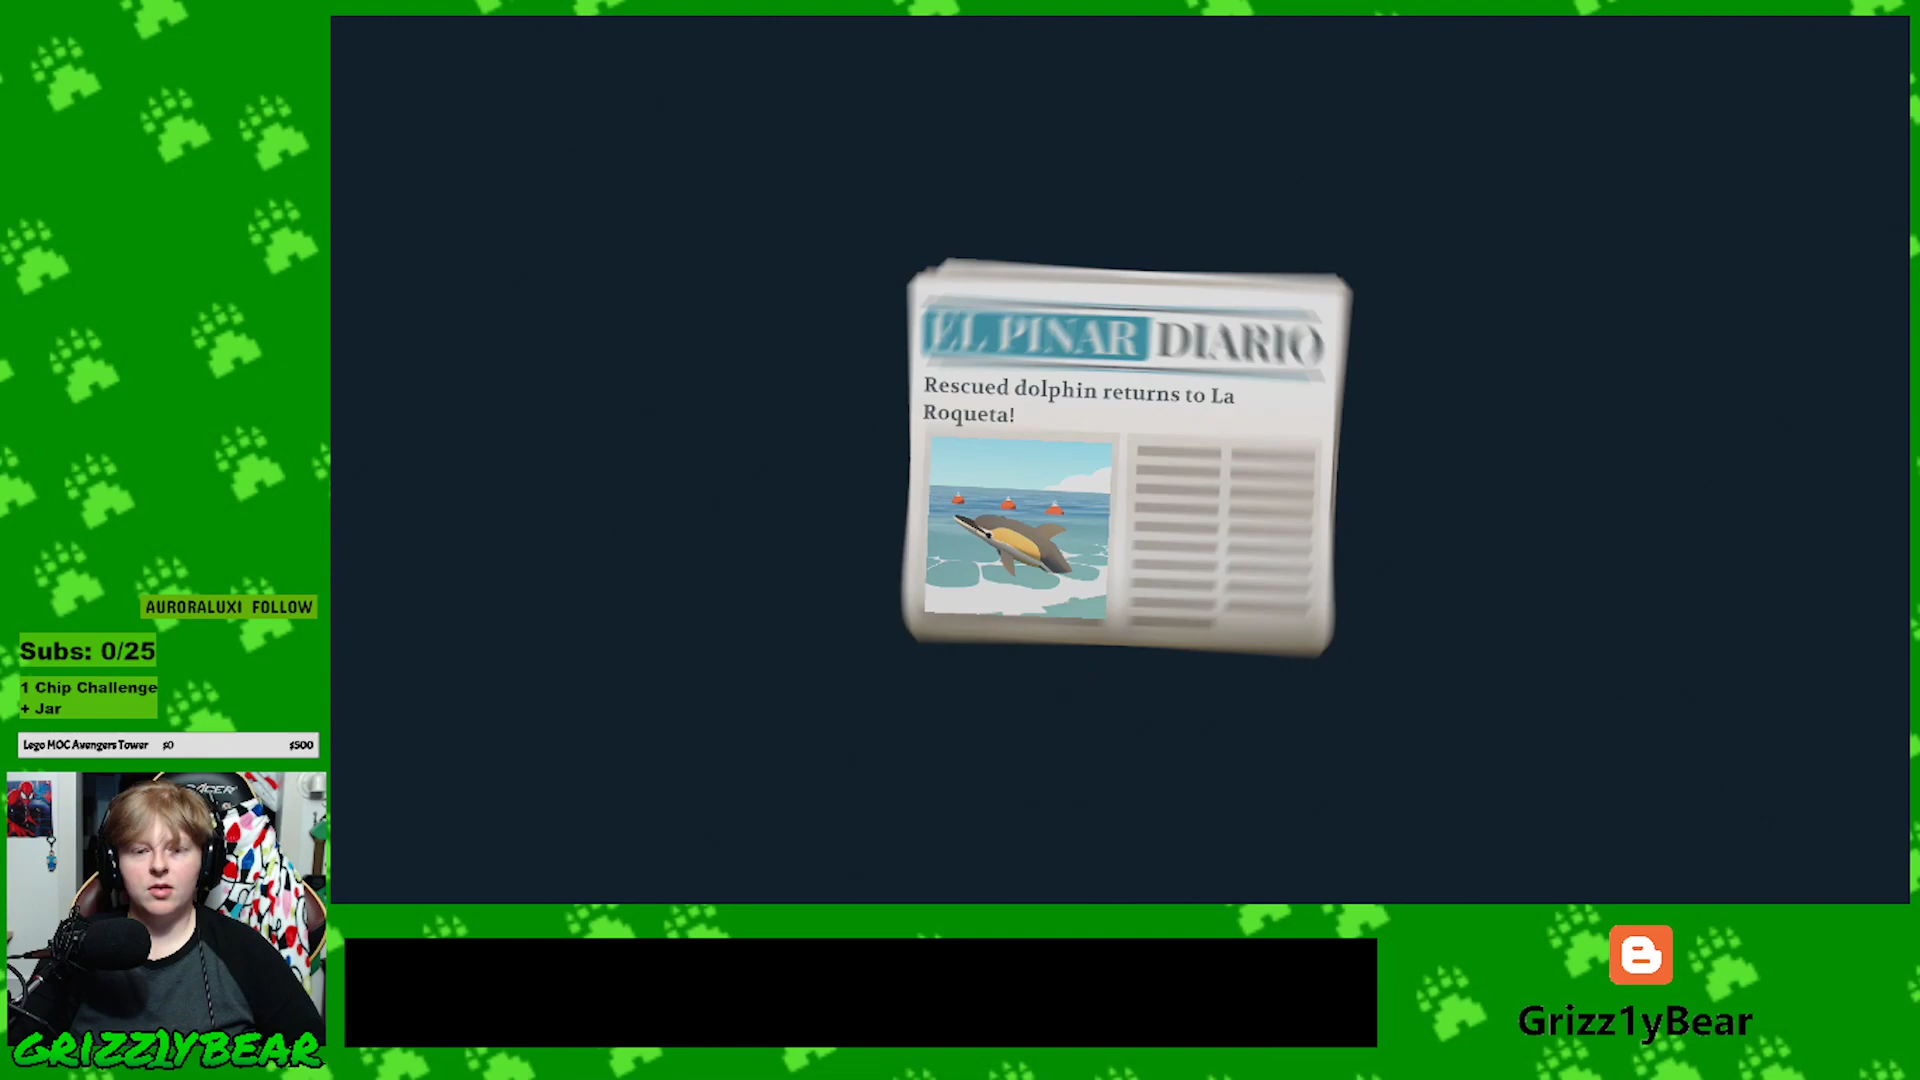 EL PINAR DIARIO
Rescued dolphin returns to La
Roqueta!
AURORALUXI FOLLOW
Subs: 0/25
1 Chip Challenge
+ Jar
Lego MOC Avengers Tower $0 $500
GRIZZ1YBEAR
Grizz1yBear